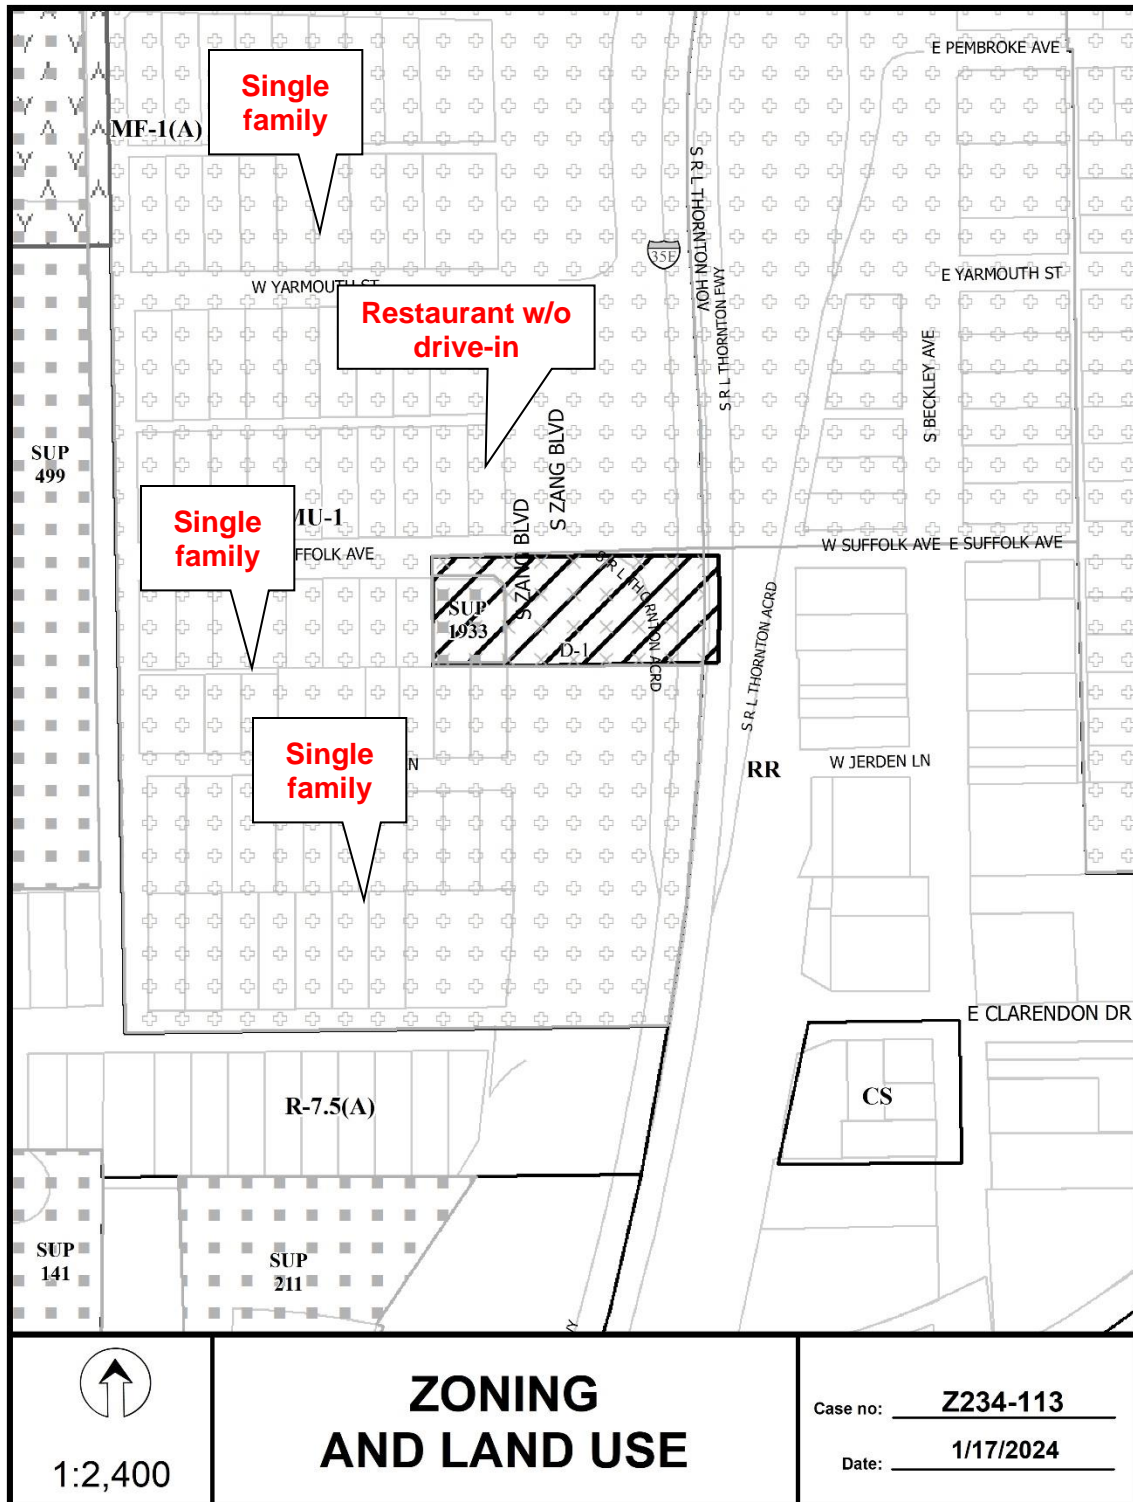 E PEMBROKE AVE
Single
family
MF-1(A)
S R L THORNTON HOV
35E
E YARMOUTH ST
W YARMOUTH ST
Restaurant w/o
drive-in
S R L THORNTON FWY
S BECKLEY AVE
S ZANG BLVD
SUP
499
Single
family
MU-1
FFOLK AVE
S ZANG BLVD
W SUFFOLK AVE
E SUFFOLK AVE
S R L THORNTON ACRD
SUP
1933
D-1
S R L THORNTON ACRD
Single
family
N
RR
W JERDEN LN
E CLARENDON DR
R-7.5(A)
CS
SUP
141
SUP
211
1:2,400
ZONING
AND LAND USE
Case no: Z234-113
Date: 1/17/2024